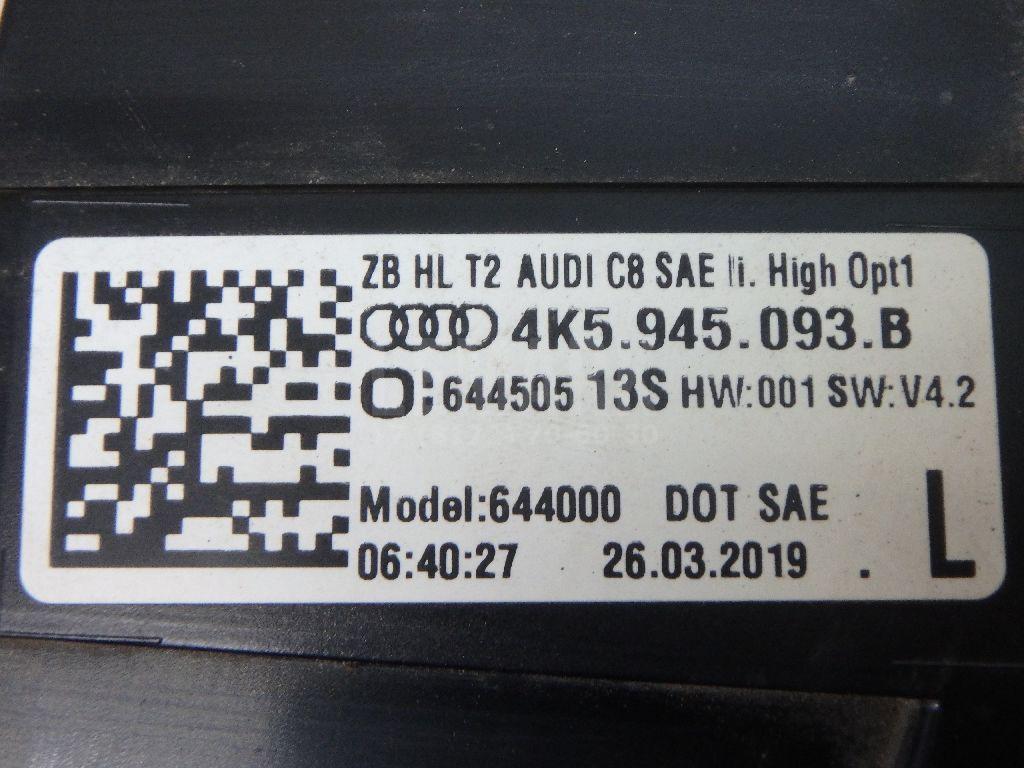 ZB HL T2 AUDI C8 SAE li. High Opt1
4K5.945.093.B
644505 13S HW:001 SW:V4.2
Model:644000 DOT SAE
06:40:27 26.03.2019 .
L